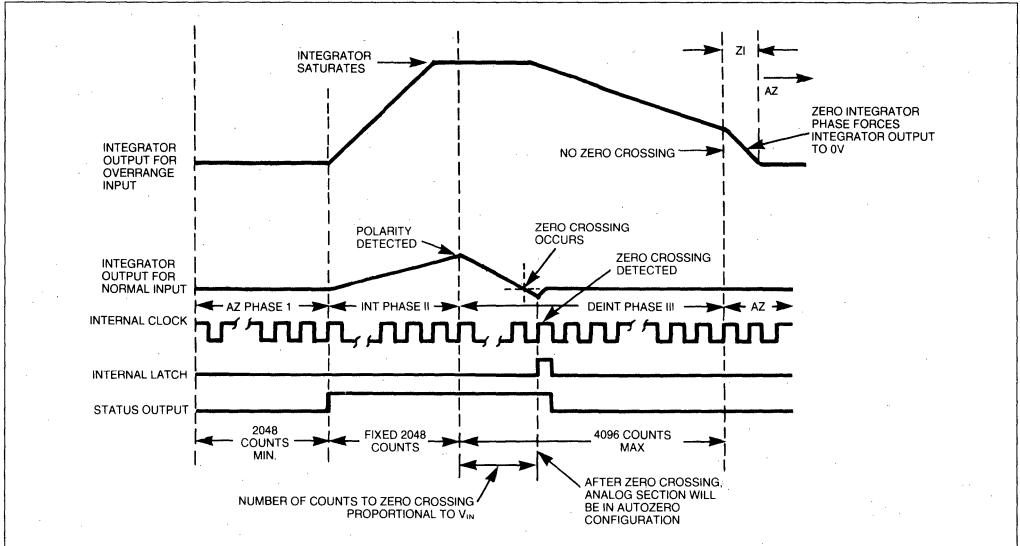 INTEGRATOR
SATURATES
ZI
AZ
ZERO INTEGRATOR
PHASE FORCES
INTEGRATOR OUTPUT
TO 0V
INTEGRATOR
OUTPUT FOR
OVERRANGE
INPUT
NO ZERO CROSSING
POLARITY
DETECTED
ZERO CROSSING
OCCURS
ZERO CROSSING
DETECTED
INTEGRATOR
OUTPUT FOR
NORMAL INPUT
AZ PHASE 1
INT PHASE II
DEINT PHASE III
AZ
INTERNAL CLOCK
INTERNAL LATCH
STATUS OUTPUT
2048
COUNTS
MIN.
FIXED 2048
COUNTS
4096 COUNTS
MAX
NUMBER OF COUNTS TO ZERO CROSSING
PROPORTIONAL TO VIN
AFTER ZERO CROSSING,
ANALOG SECTION WILL
BE IN AUTOZERO
CONFIGURATION